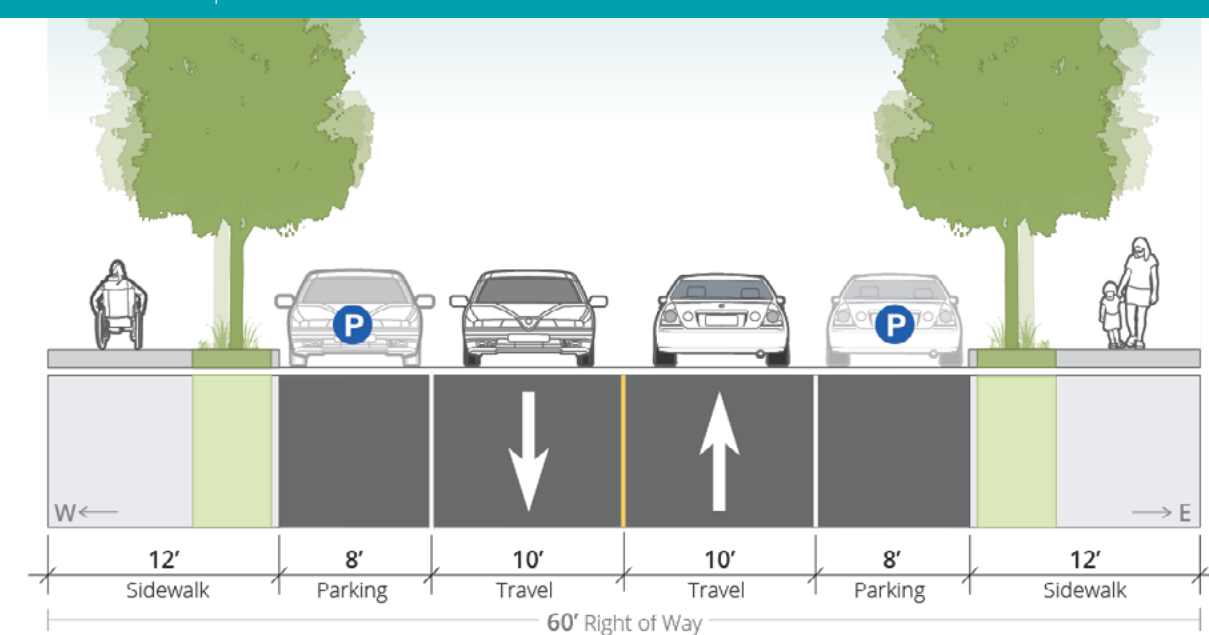 P
P
W
E
12’ 8’ 10’ 10’ 8’ 12’
Sidewalk Parking Travel Travel Parking Sidewalk
60’ Right of Way